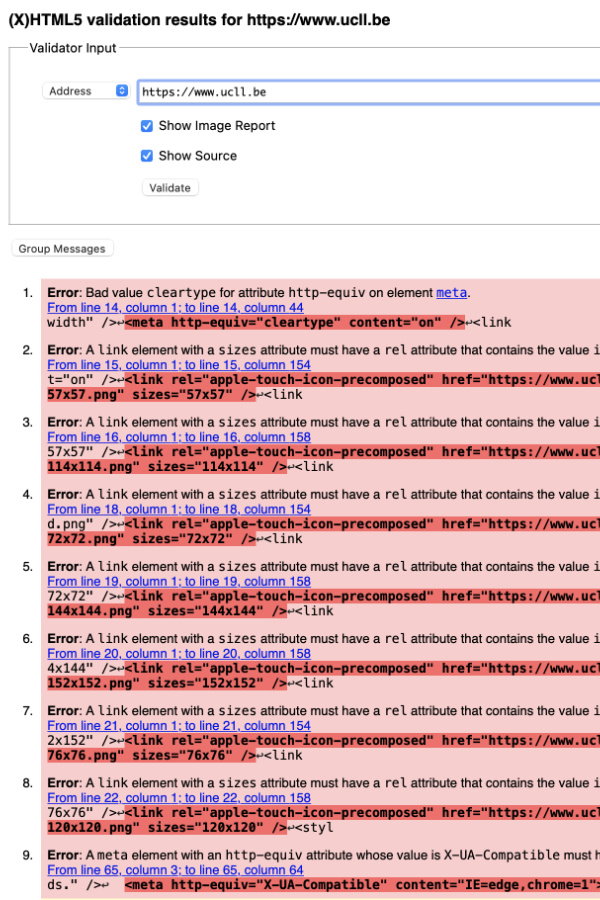 (X)HTML5 validation results for https://www.ucll.be
Validator Input
Address
https://www.ucll.be
Show Image Report
Show Source
Validate
Group Messages
1. Error: Bad value cleartype for attribute http-equiv on element meta.
From line 14, column 1; to line 14, column 44
width" />↩<meta http-equiv="cleartype" content="on" />↩<link
2. Error: A link element with a sizes attribute must have a rel attribute that contains the value i
From line 15, column 1; to line 15, column 154
t="on" />↩<link rel="apple-touch-icon-precomposed" href="https://www.ucl
57x57.png" sizes="57x57" />↩<link
3. Error: A link element with a sizes attribute must have a rel attribute that contains the value i
From line 16, column 1; to line 16, column 158
57x57" />↩<link rel="apple-touch-icon-precomposed" href="https://www.ucl
114x114.png" sizes="114x114" />↩<link
4. Error: A link element with a sizes attribute must have a rel attribute that contains the value i
From line 18, column 1; to line 18, column 154
d.png" />↩<link rel="apple-touch-icon-precomposed" href="https://www.ucl
72x72.png" sizes="72x72" />↩<link
5. Error: A link element with a sizes attribute must have a rel attribute that contains the value i
From line 19, column 1; to line 19, column 158
72x72" />↩<link rel="apple-touch-icon-precomposed" href="https://www.ucl
144x144.png" sizes="144x144" />↩<link
6. Error: A link element with a sizes attribute must have a rel attribute that contains the value i
From line 20, column 1; to line 20, column 158
4x144" />↩<link rel="apple-touch-icon-precomposed" href="https://www.ucl
152x152.png" sizes="152x152" />↩<link
7. Error: A link element with a sizes attribute must have a rel attribute that contains the value i
From line 21, column 1; to line 21, column 154
2x152" />↩<link rel="apple-touch-icon-precomposed" href="https://www.ucl
76x76.png" sizes="76x76" />↩<link
8. Error: A link element with a sizes attribute must have a rel attribute that contains the value i
From line 22, column 1; to line 22, column 158
76x76" />↩<link rel="apple-touch-icon-precomposed" href="https://www.ucl
120x120.png" sizes="120x120" />↩<styl
9. Error: A meta element with an http-equiv attribute whose value is X-UA-Compatible must h
From line 65, column 3; to line 65, column 64
ds." />↩ <meta http-equiv="X-UA-Compatible" content="IE=edge,chrome=1">